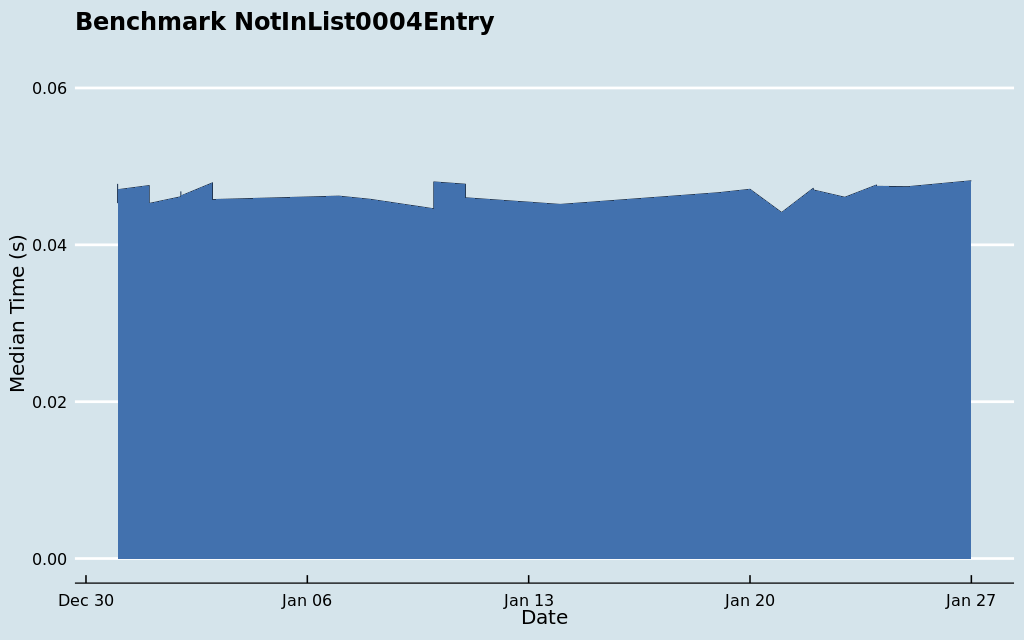 Benchmark NotInList0004Entry
Median Time (s)
0.06
0.04
0.02
0.00
Dec 30
Jan 06
Jan 13
Jan 20
Jan 27
Date